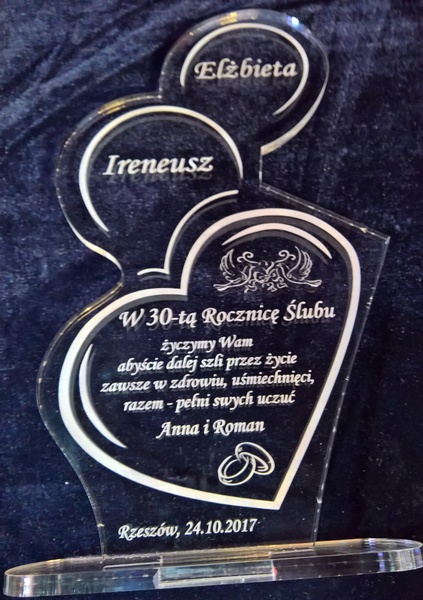 Elżbieta
Ireneusz
W 30-tą Rocznicę Ślubu
życzymy Wam
abyście dalej szli przez życie
zawsze w zdrowiu, uśmiechnięci,
razem - pełni swych uczuć
Anna i Roman
Rzeszów, 24.10.2017